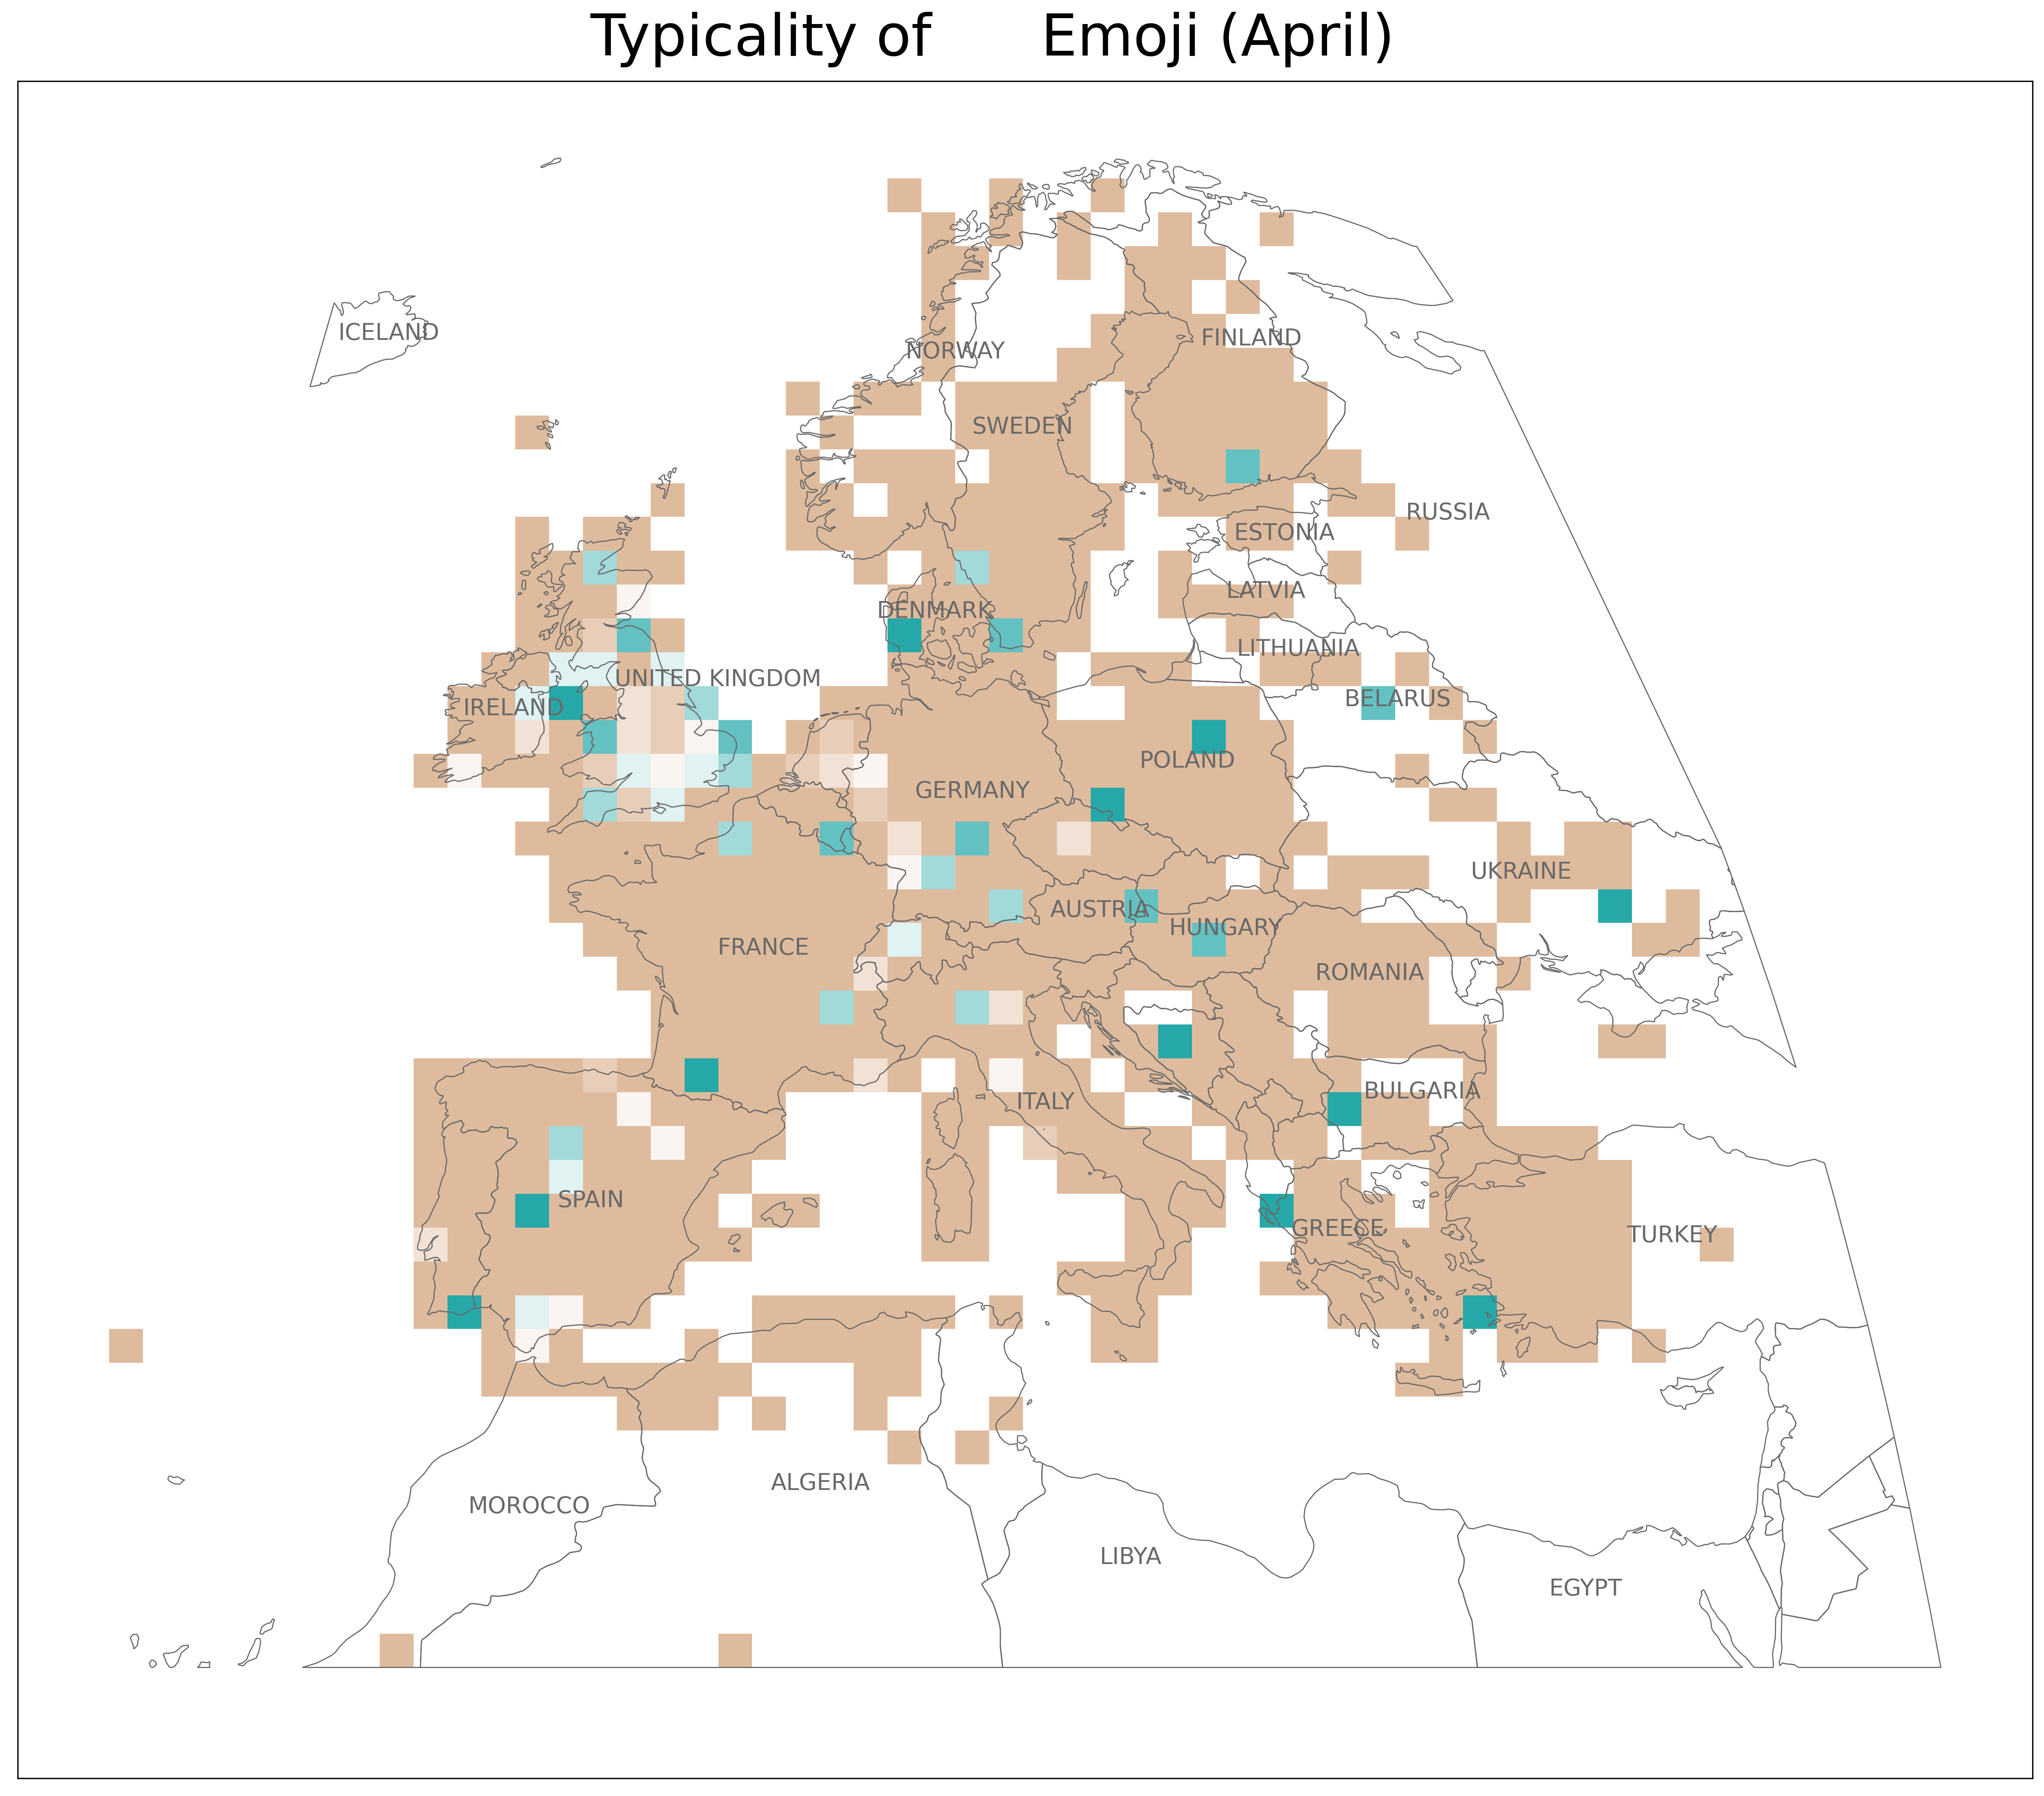 Typicality of Emoji (April)
ICELAND
NORWAY
FINLAND
SWEDEN
RUSSIA
ESTONIA
LATVIA
DENMARK
LITHUANIA
UNITED KINGDOM
BELARUS
IRELAND
POLAND
GERMANY
UKRAINE
AUSTRIA
HUNGARY
FRANCE
ROMANIA
BULGARIA
ITALY
SPAIN
GREECE
TURKEY
ALGERIA
MOROCCO
LIBYA
EGYPT